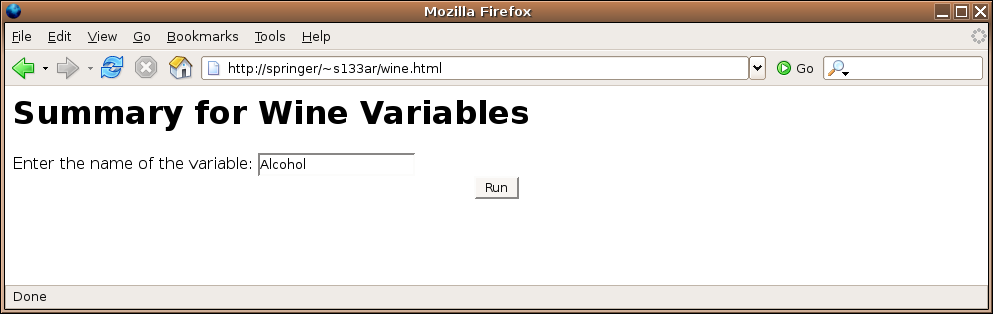 Mozilla Firefox
File Edit View Go Bookmarks Tools Help
http://springer/~s133ar/wine.html Go
Summary for Wine Variables
Enter the name of the variable: Alcohol
Run
Done